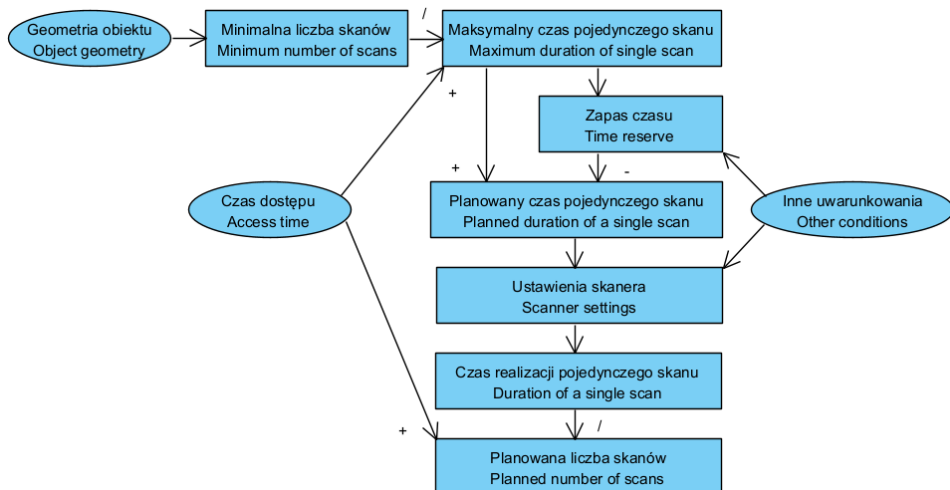 Geometria obiektu
Object geometry
Minimalna liczba skanów
Minimum number of scans
/
Maksymalny czas pojedynczego skanu
Maximum duration of single scan
+
Zapas czasu
Time reserve
+
-
Czas dostępu
Access time
Planowany czas pojedynczego skanu
Planned duration of a single scan
Inne uwarunkowania
Other conditions
Ustawienia skanera
Scanner settings
Czas realizacji pojedynczego skanu
Duration of a single scan
+
/
Planowana liczba skanów
Planned number of scans